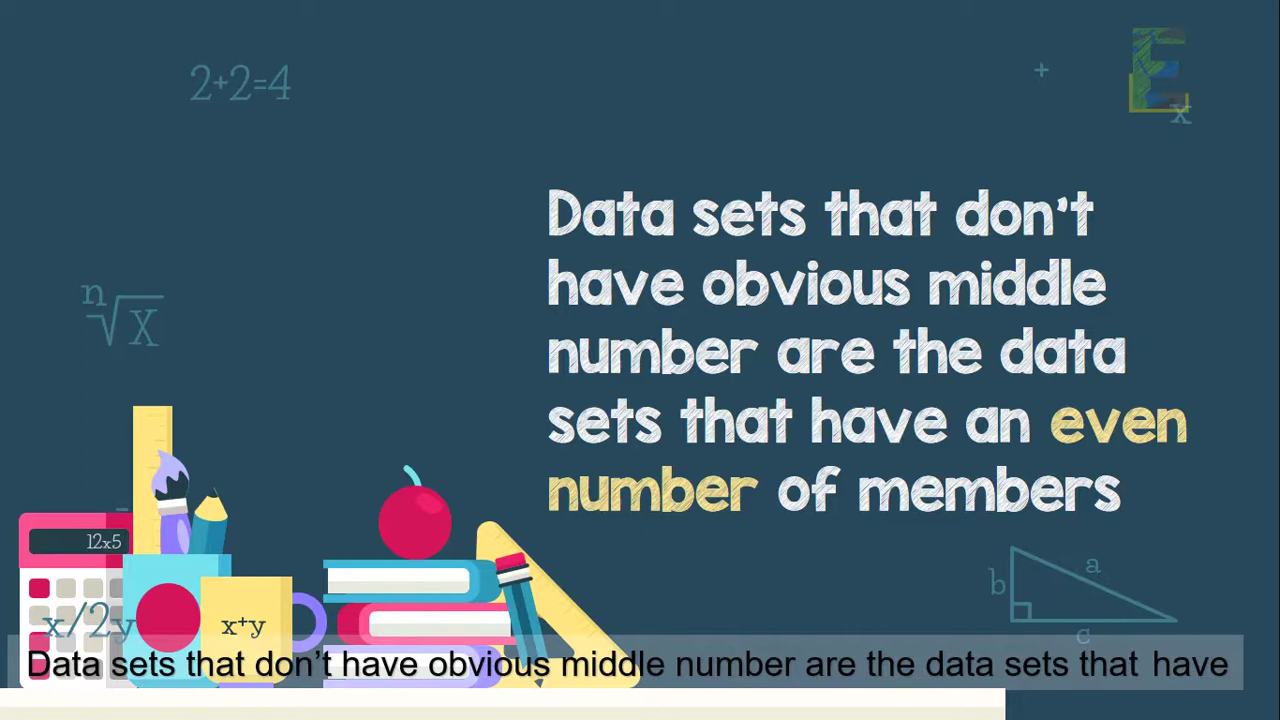 2+2=4
+
E
x
Data sets that don't
have obvious middle
number are the data
sets that have an even
number of members
n√x
12x5
x/2y
x+y
b
a
c
Data sets that don't have obvious middle number are the data sets that have